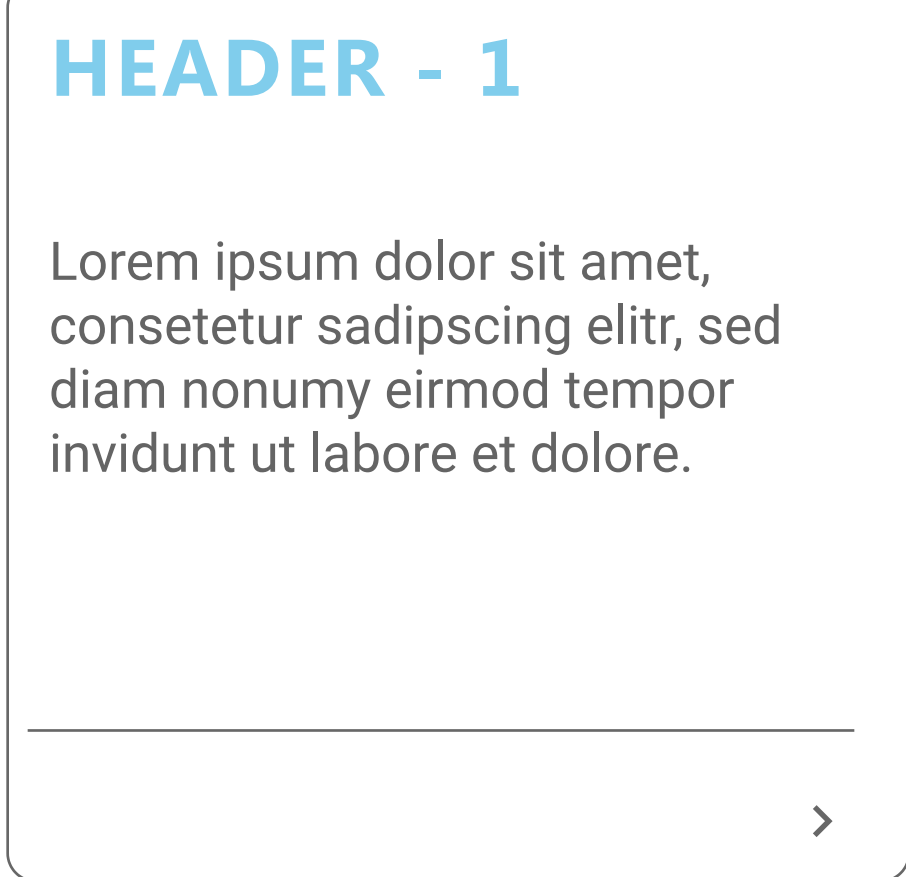 HEADER - 1
Lorem ipsum dolor sit amet,
consetetur sadipscing elitr, sed
diam nonumy eirmod tempor
invidunt ut labore et dolore.